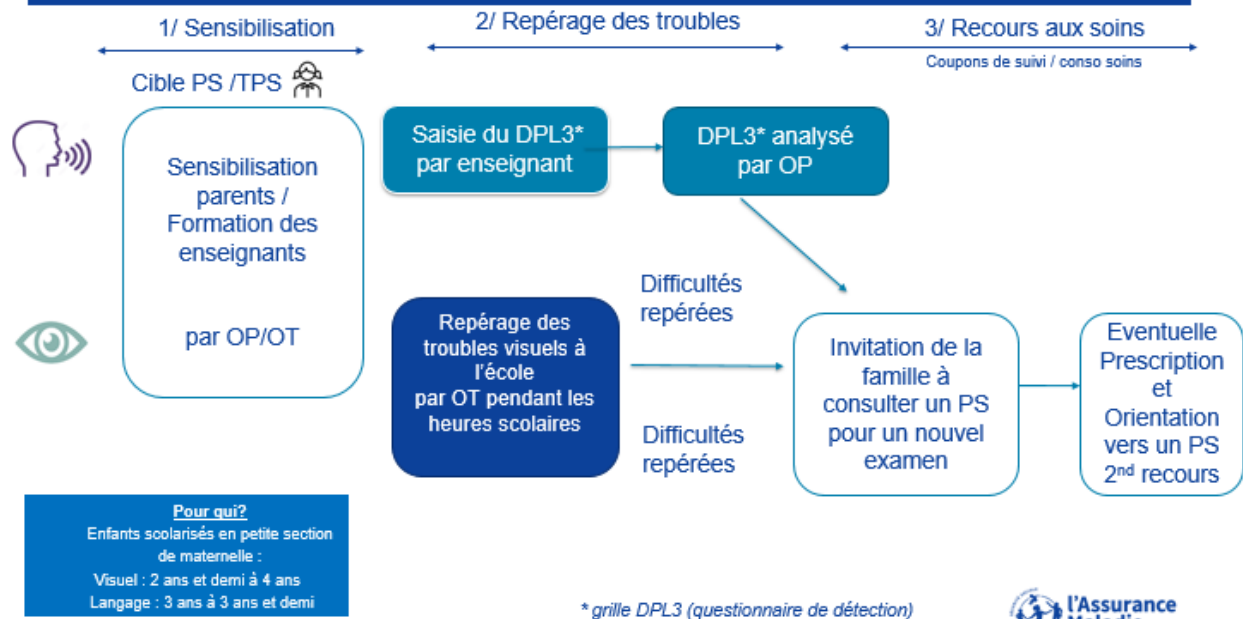 1/ Sensibilisation
2/ Repérage des troubles
3/ Recours aux soins
Coupons de suivi / conso soins
Cible PS /TPS
Sensibilisation
parents /
Formation des
enseignants
par OP/OT
Saisie du DPL3*
par enseignant
DPL3* analysé
par OP
Repérage des
troubles visuels à
l'école
par OT pendant les
heures scolaires
Difficultés
repérées
Difficultés
repérées
Invitation de la
famille à
consulter un PS
pour un nouvel
examen
Eventuelle
Prescription
et
Orientation
vers un PS
2nd recours
Pour qui?
Enfants scolarisés en petite section
de maternelle :
Visuel : 2 ans et demi à 4 ans
Langage : 3 ans à 3 ans et demi
* grille DPL3 (questionnaire de détection)
l'Assurance